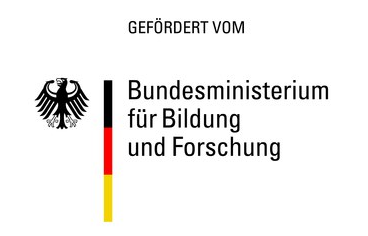 GEFÖRDERT VOM
Bundesministerium
für Bildung
und Forschung